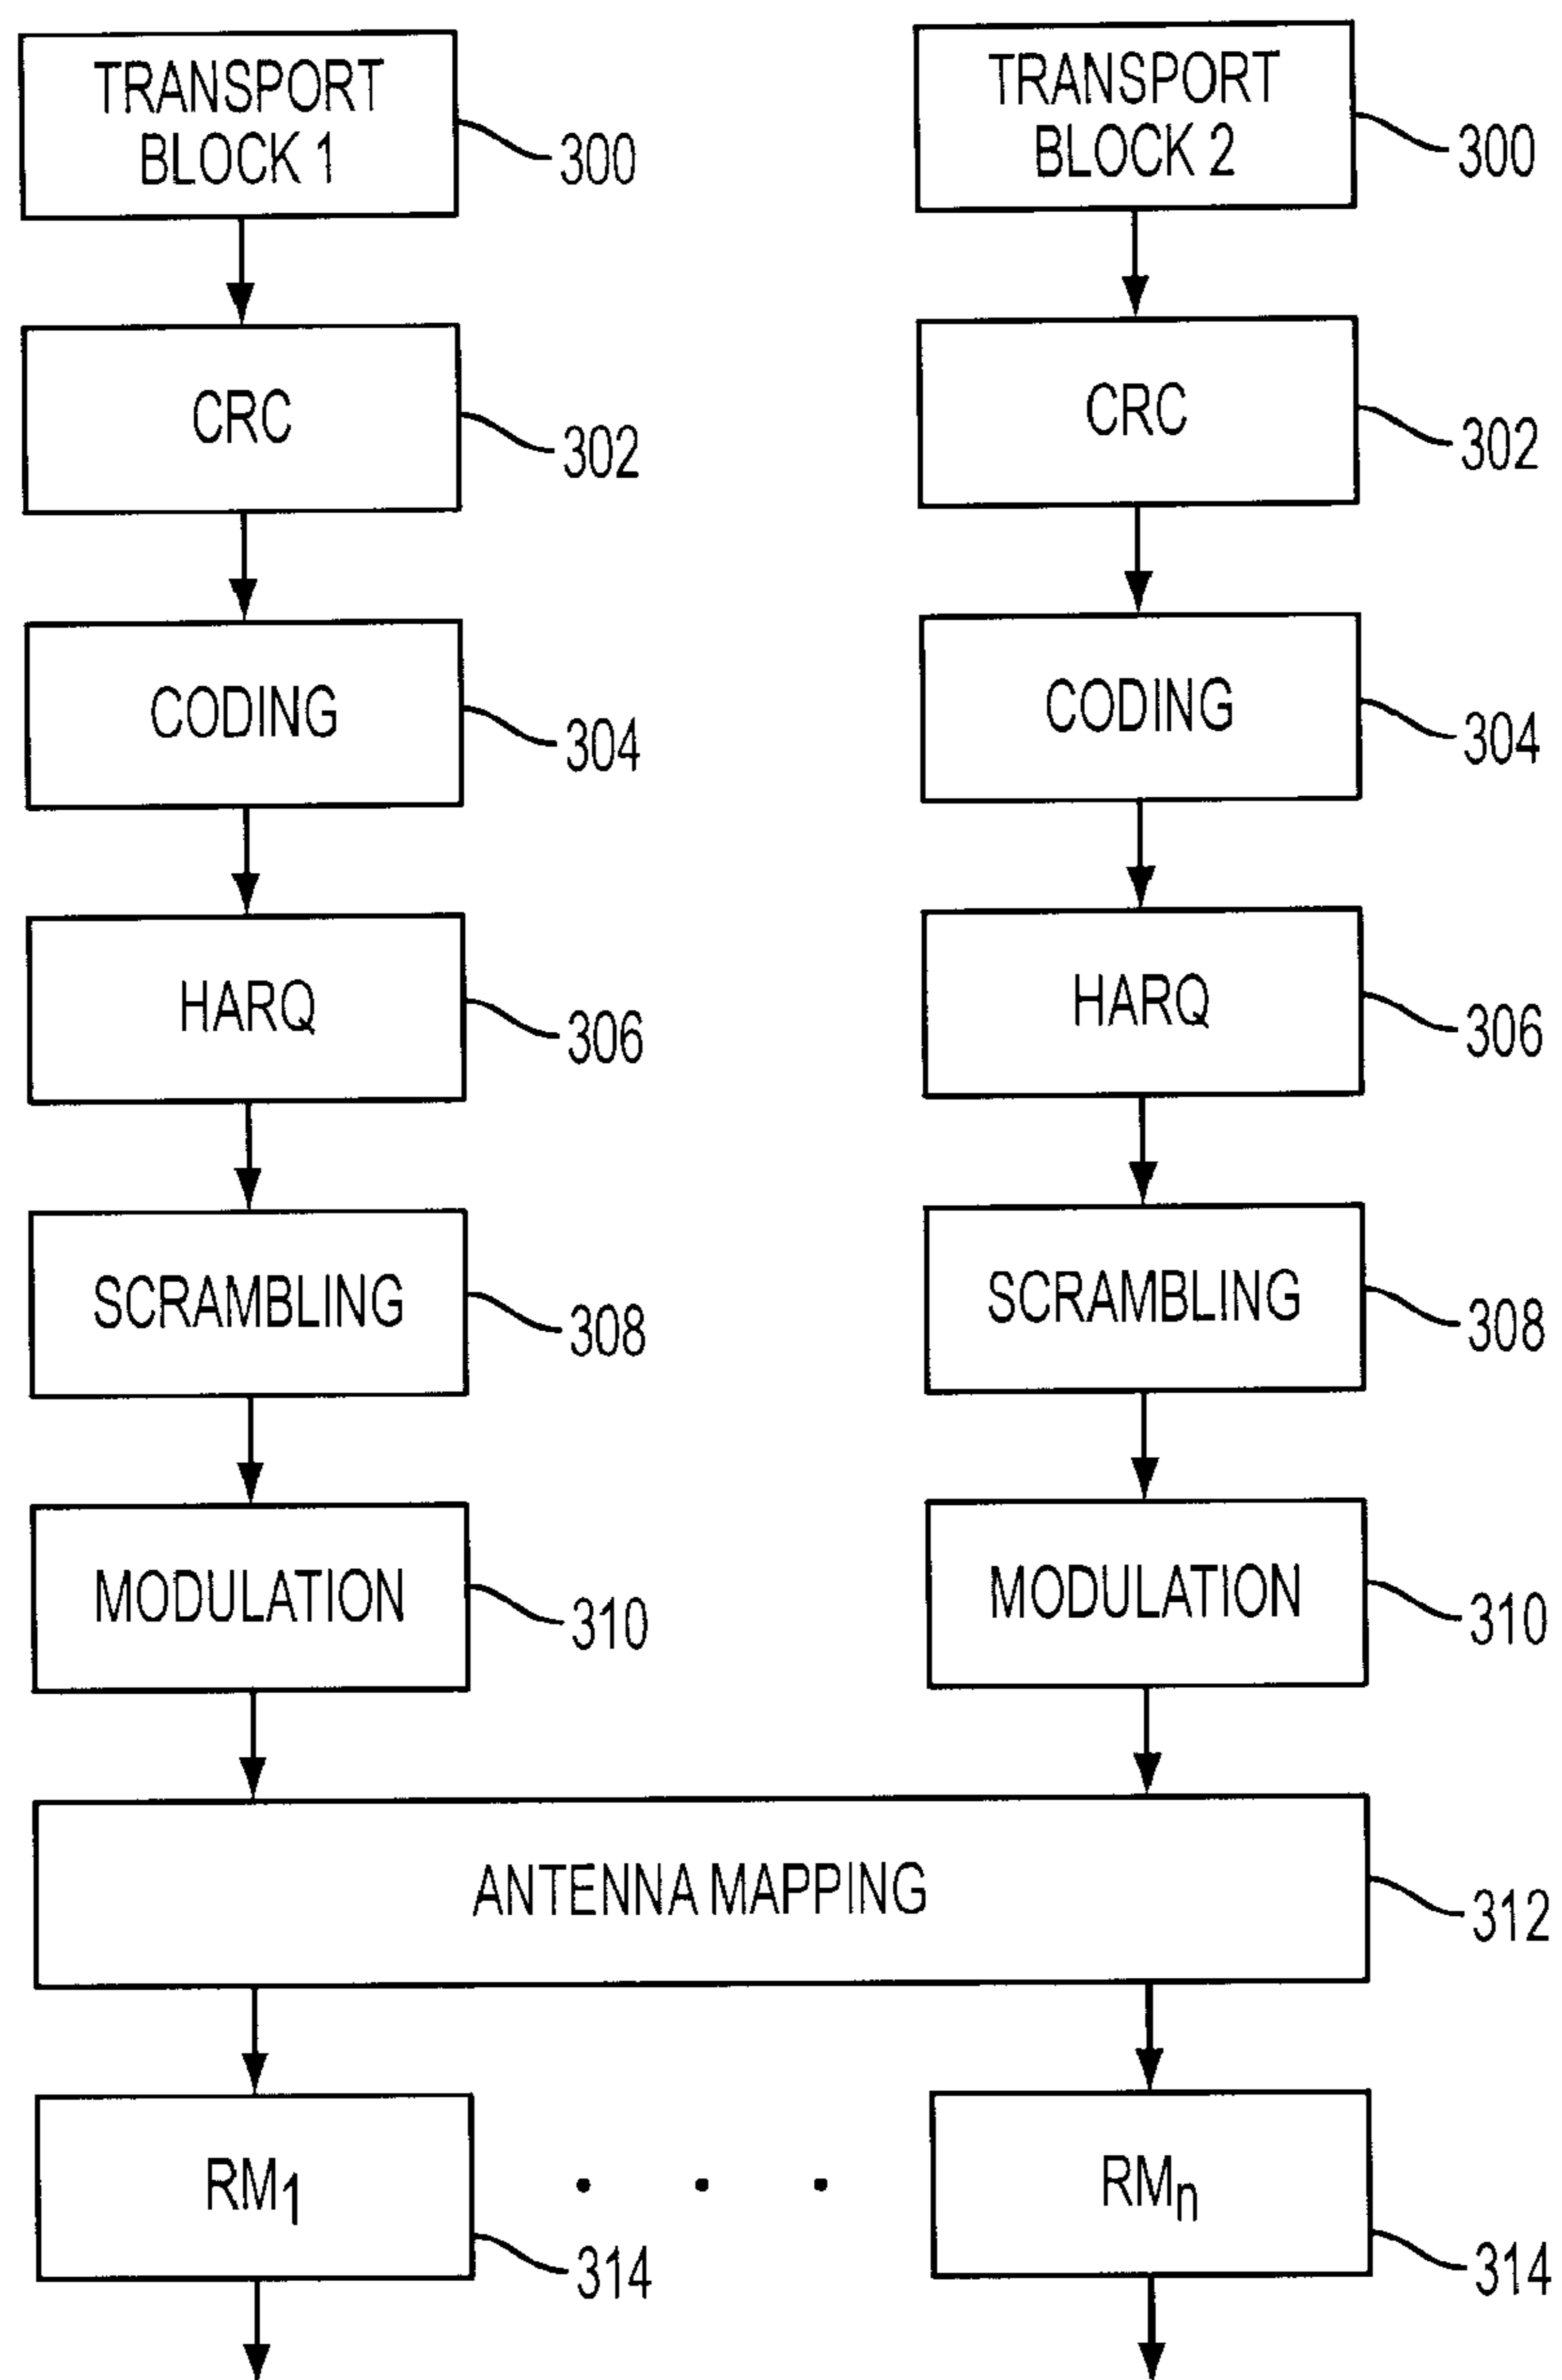 TRANSPORT
BLOCK 1
300
TRANSPORT
BLOCK 2
300
CRC
302
CRC
302
CODING
304
CODING
304
HARQ
306
HARQ
306
SCRAMBLING
308
SCRAMBLING
308
MODULATION
310
MODULATION
310
ANTENNA MAPPING
312
RM1
314
. . .
RMn
314